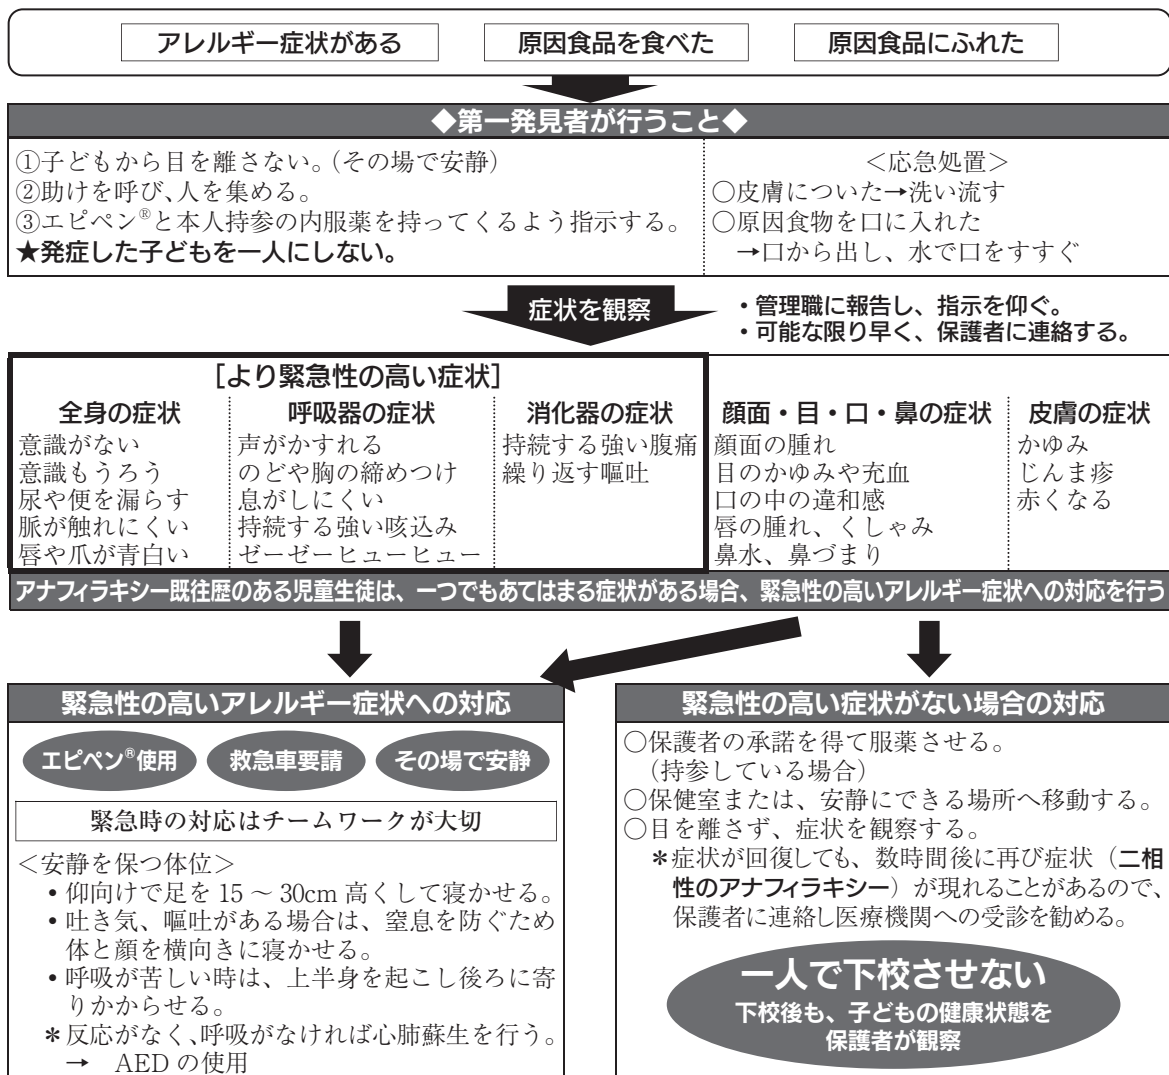 アレルギー症状がある
原因食品を食べた
原因食品にふれた
◆第一発見者が行うこと◆
①子どもから目を離さない。(その場で安静)
②助けを呼び、人を集める。
③エピペン®と本人持参の内服薬を持ってくるよう指示する。
★発症した子どもを一人にしない。
<応急処置>
○皮膚についた→洗い流す
○原因食物を口に入れた
→口から出し、水で口をすすぐ
症状を観察
・管理職に報告し、指示を仰ぐ。
・可能な限り早く、保護者に連絡する。
[より緊急性の高い症状]
全身の症状
意識がない
意識もうろう
尿や便を漏らす
脈が触れにくい
唇や爪が青白い
呼吸器の症状
声がかすれる
のどや胸の締めつけ
息がしにくい
持続する強い咳込み
ゼーゼーヒューヒュー
消化器の症状
持続する強い腹痛
繰り返す嘔吐
顔面・目・口・鼻の症状
顔面の腫れ
目のかゆみや充血
口の中の違和感
唇の腫れ、くしゃみ
鼻水、鼻づまり
皮膚の症状
かゆみ
じんま疹
赤くなる
アナフィラキシー既往歴のある児童生徒は、一つでもあてはまる症状がある場合、緊急性の高いアレルギー症状への対応を行う
緊急性の高いアレルギー症状への対応
エピペン®使用
救急車要請
その場で安静
緊急時の対応はチームワークが大切
<安静を保つ体位>
•仰向けで足を 15 ～ 30cm 高くして寝かせる。
•吐き気、嘔吐がある場合は、窒息を防ぐため
体と顔を横向きに寝かせる。
•呼吸が苦しい時は、上半身を起こし後ろに寄
りかからせる。
＊反応がなく、呼吸がなければ心肺蘇生を行う。
→ AED の使用
緊急性の高い症状がない場合の対応
○保護者の承諾を得て服薬させる。
(持参している場合)
○保健室または、安静にできる場所へ移動する。
○目を離さず、症状を観察する。
＊症状が回復しても、数時間後に再び症状（二相
性のアナフィラキシー）が現れることがあるので、
保護者に連絡し医療機関への受診を勧める。
一人で下校させない
下校後も、子どもの健康状態を
保護者が観察